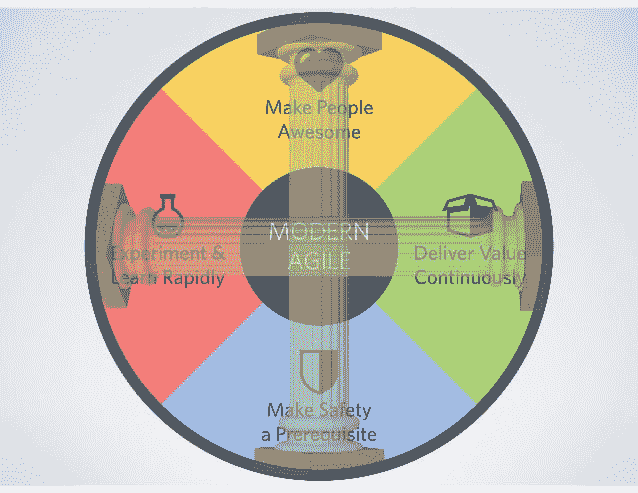 Make People
Awesome
MODERN
AGILE
Experiment &
Learn Rapidly
Deliver Value
Continuously
Make Safety
a Prerequisite